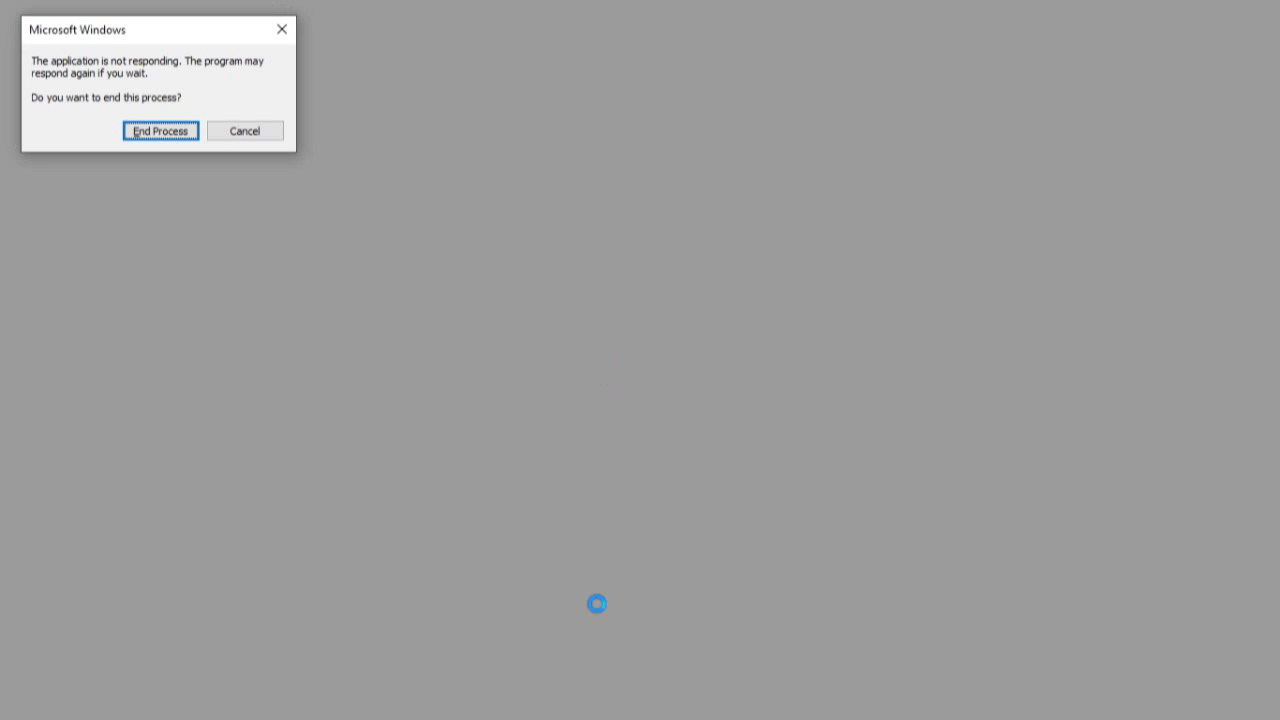 Microsoft Windows
The application is not responding. The program may
respond again if you wait.
Do you want to end this process?
End Process
Cancel